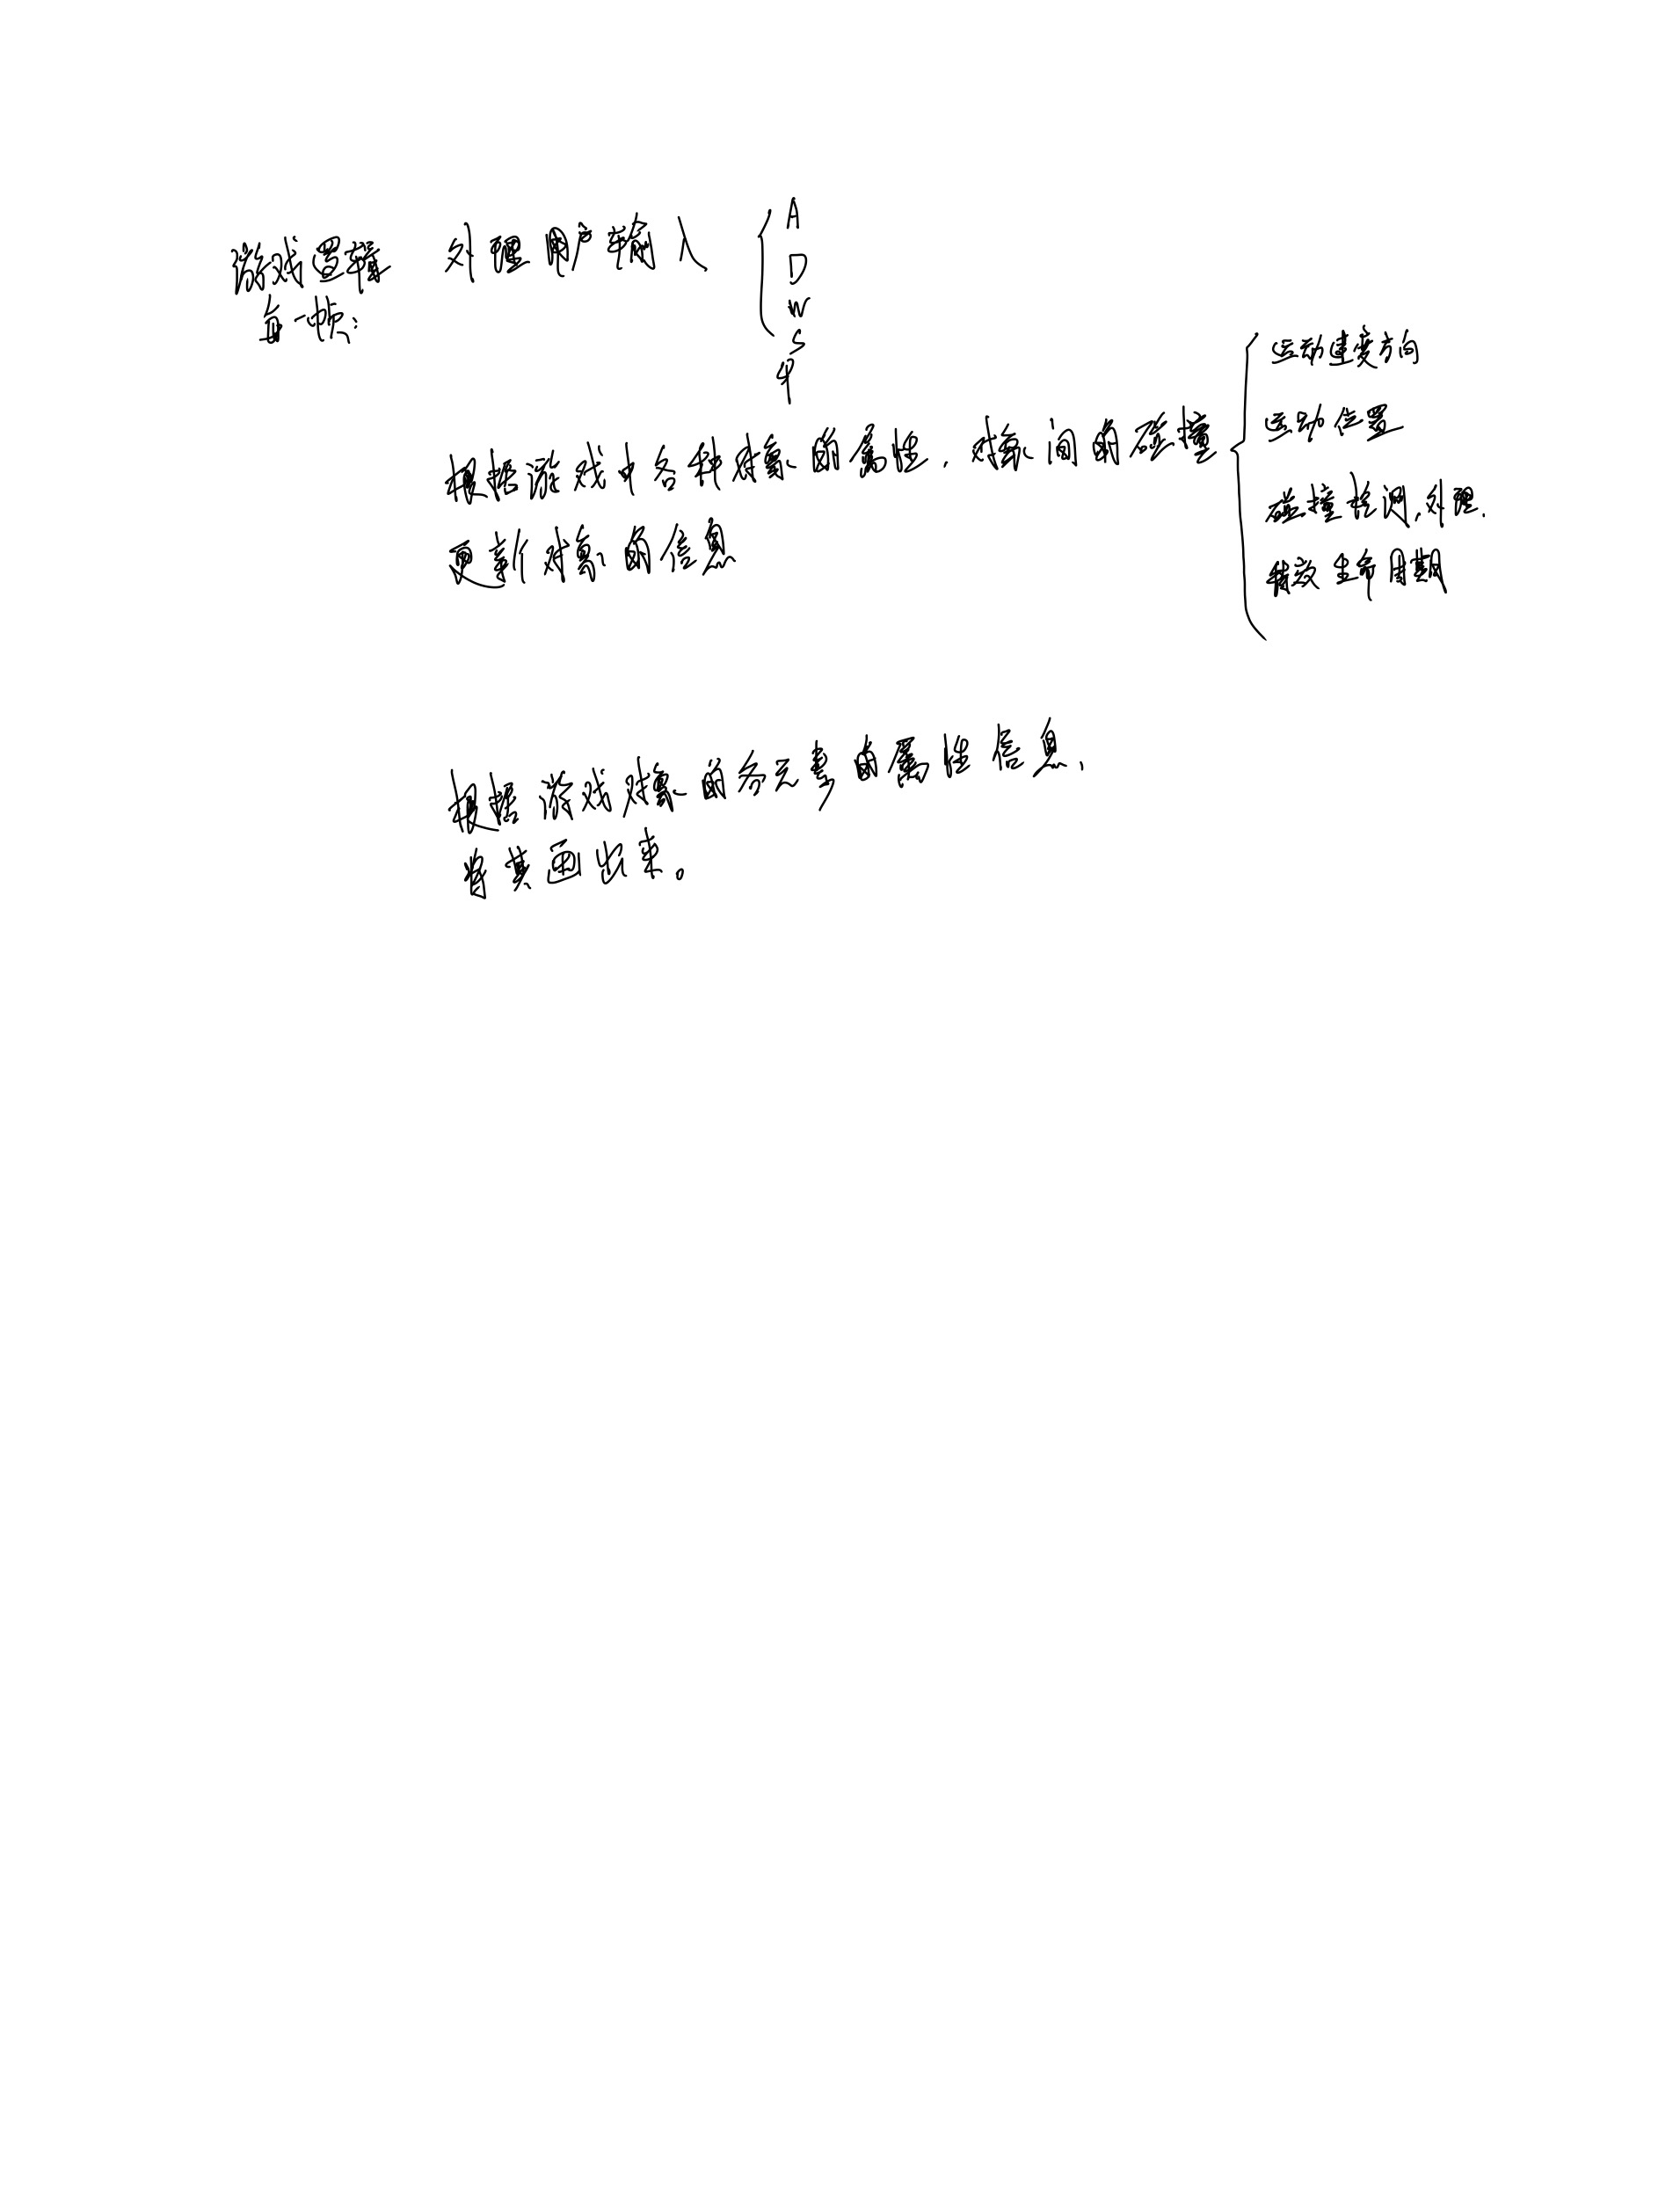 游戏逻辑
每一帧:
处理用户输入
A
D
W
S
根据游戏中各种对象的属性,对象间的碰撞
更新对象的信息
运动速度方向
运动位置
碰撞检测,处理.
特效生命周期
根据游戏对象的各元素的属性信息,
将其画出来。